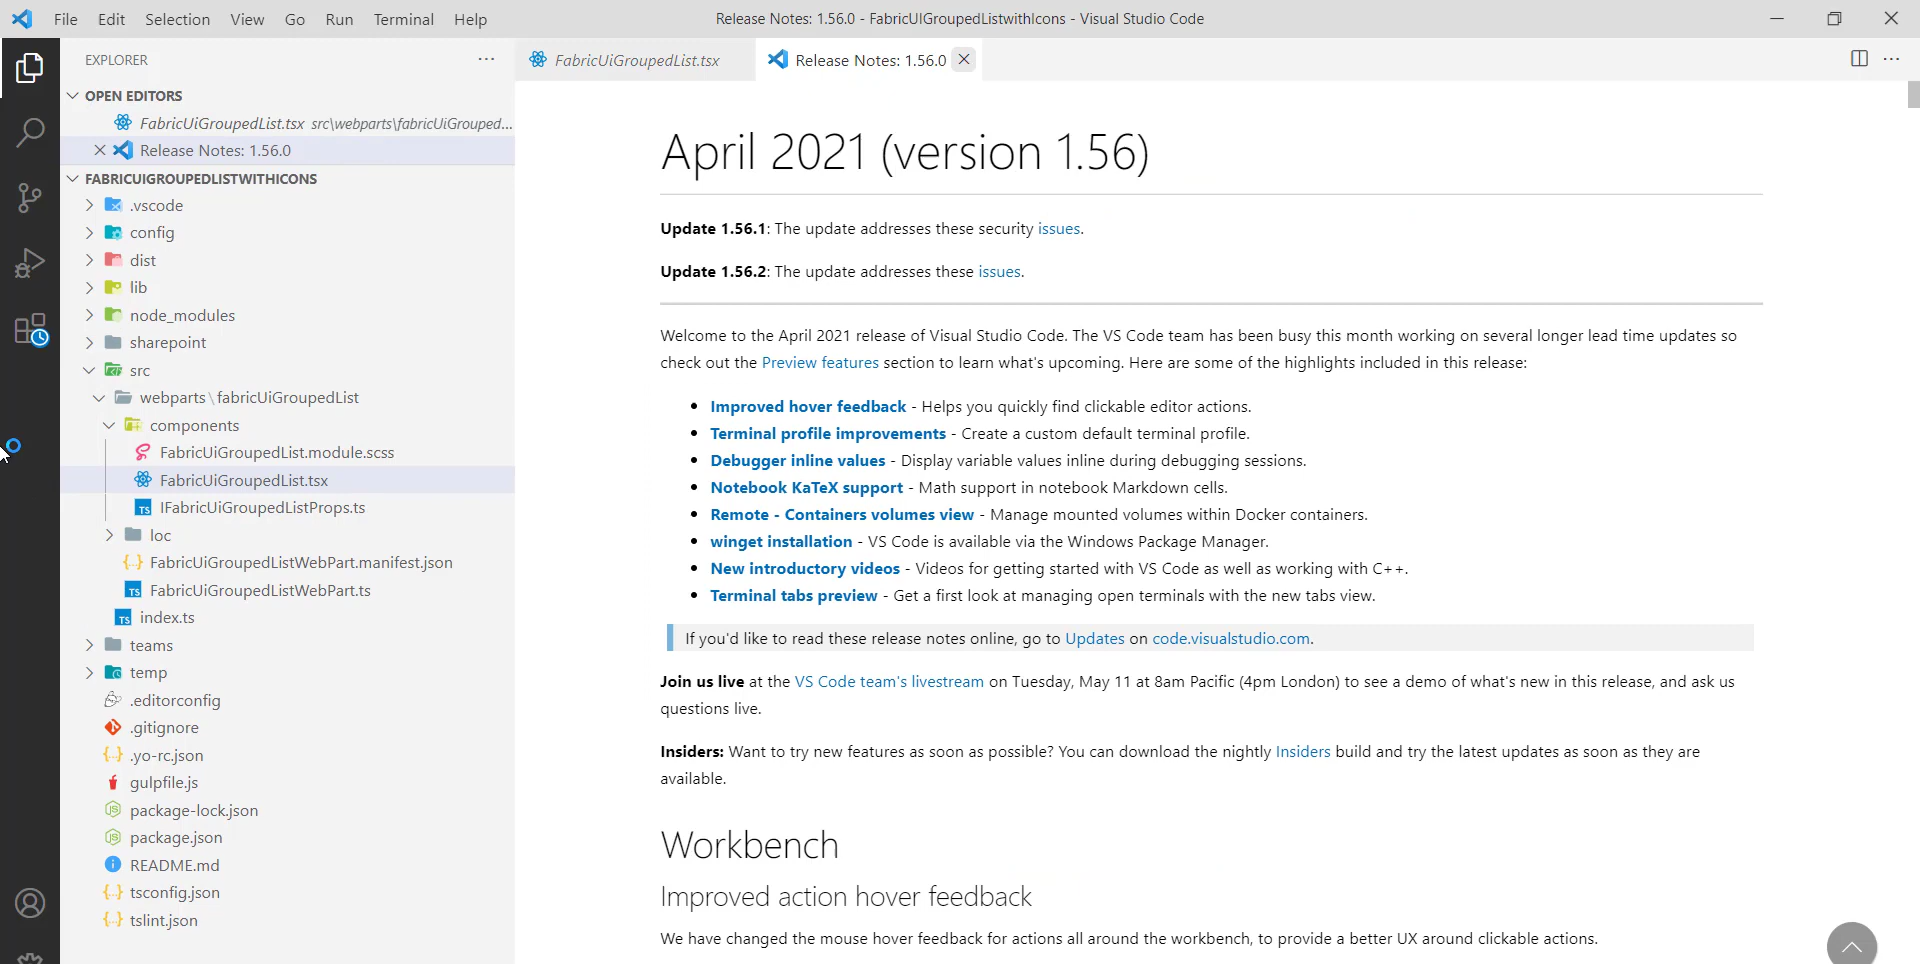 File Edit Selection View Go Run Terminal Help
Release Notes: 1.56.0 - FabricUIGroupedListwithIcons - Visual Studio Code
EXPLORER
OPEN EDITORS
FabricUiGroupedList.tsx src\webparts\fabricUiGrouped...
Release Notes: 1.56.0
FABRICUIGROUPEDLISTWITHICONS
.vscode
config
dist
lib
node_modules
sharepoint
src
webparts\fabricUiGroupedList
components
FabricUiGroupedList.module.scss
FabricUiGroupedList.tsx
TS IFabricUiGroupedListProps.ts
loc
{..} FabricUiGroupedListWebPart.manifest.json
TS FabricUiGroupedListWebPart.ts
TS index.ts
teams
temp
.editorconfig
.gitignore
{..} .yo-rc.json
gulpfile.js
package-lock.json
package.json
README.md
{..} tsconfig.json
{..} tslint.json
FabricUiGroupedList.tsx
Release Notes: 1.56.0
April 2021 (version 1.56)
Update 1.56.1: The update addresses these security issues.
Update 1.56.2: The update addresses these issues.
Welcome to the April 2021 release of Visual Studio Code. The VS Code team has been busy this month working on several longer lead time updates so
check out the Preview features section to learn what's upcoming. Here are some of the highlights included in this release:
• Improved hover feedback - Helps you quickly find clickable editor actions.
• Terminal profile improvements - Create a custom default terminal profile.
• Debugger inline values - Display variable values inline during debugging sessions.
• Notebook KaTeX support - Math support in notebook Markdown cells.
• Remote - Containers volumes view - Manage mounted volumes within Docker containers.
• winget installation - VS Code is available via the Windows Package Manager.
• New introductory videos - Videos for getting started with VS Code as well as working with C++.
• Terminal tabs preview - Get a first look at managing open terminals with the new tabs view.
If you'd like to read these release notes online, go to Updates on code.visualstudio.com.
Join us live at the VS Code team's livestream on Tuesday, May 11 at 8am Pacific (4pm London) to see a demo of what's new in this release, and ask us
questions live.
Insiders: Want to try new features as soon as possible? You can download the nightly Insiders build and try the latest updates as soon as they are
available.
Workbench
Improved action hover feedback
We have changed the mouse hover feedback for actions all around the workbench, to provide a better UX around clickable actions.